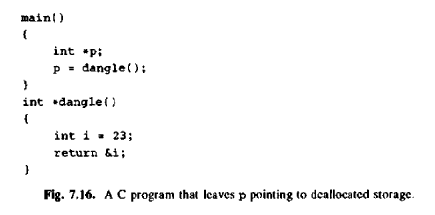 main()
{
    int *p;
    p = dangle();
}
int *dangle()
{
    int i = 23;
    return &i;
}
Fig. 7.16. A C program that leaves p pointing to deallocated storage.